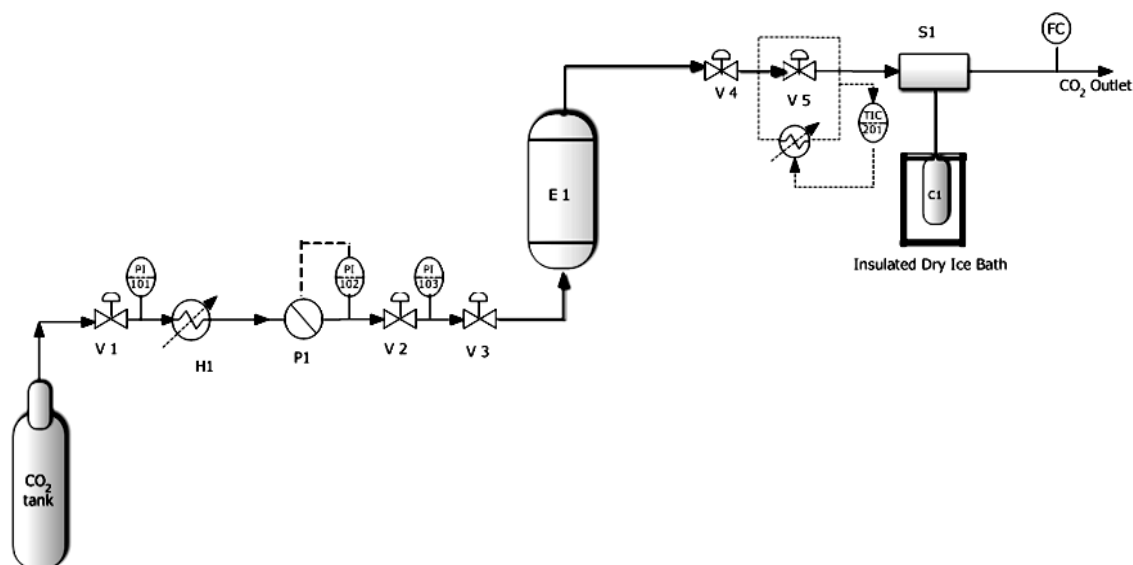 S1
FC
CO₂ Outlet
V 4
V 5
TIC
201
C1
Insulated Dry Ice Bath
E 1
PI
101
PI
102
PI
103
V 1
H1
P1
V 2
V 3
CO₂
tank